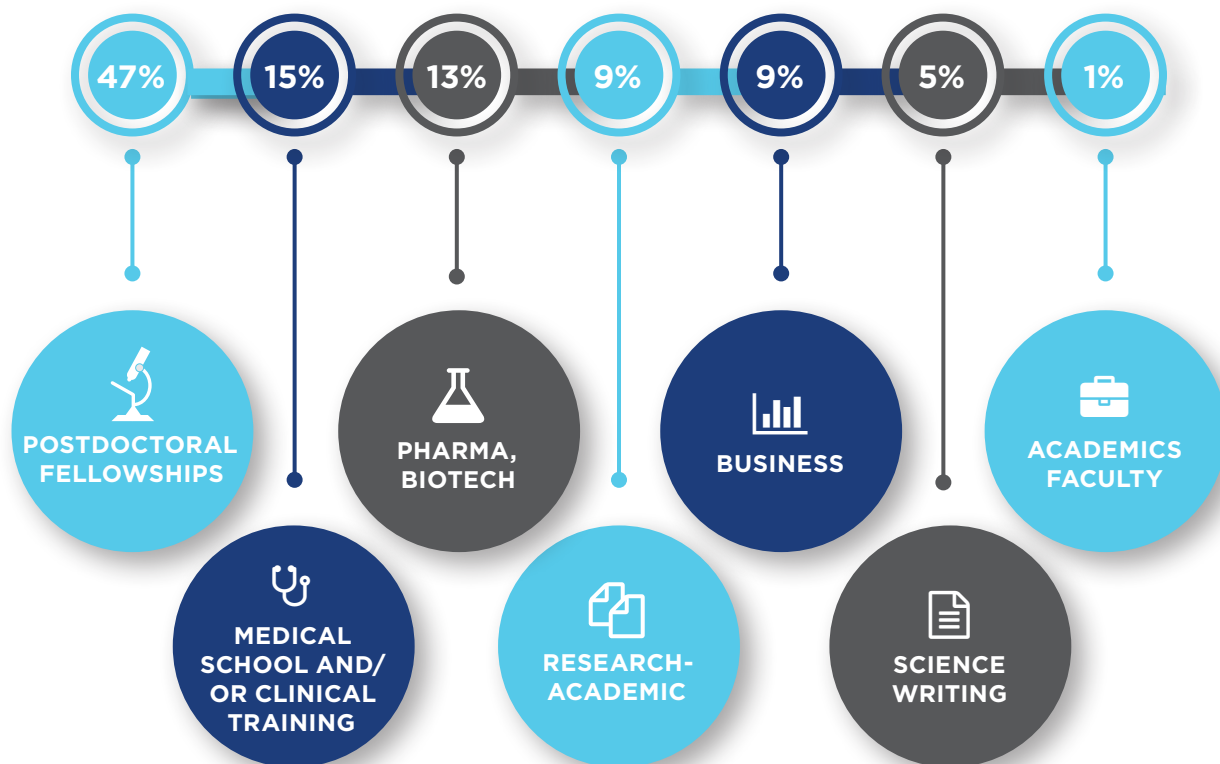 47%
15%
13%
9%
9%
5%
1%
POSTDOCTORAL
FELLOWSHIPS
MEDICAL
SCHOOL AND/
OR CLINICAL
TRAINING
PHARMA,
BIOTECH
RESEARCH-
ACADEMIC
BUSINESS
SCIENCE
WRITING
ACADEMICS
FACULTY